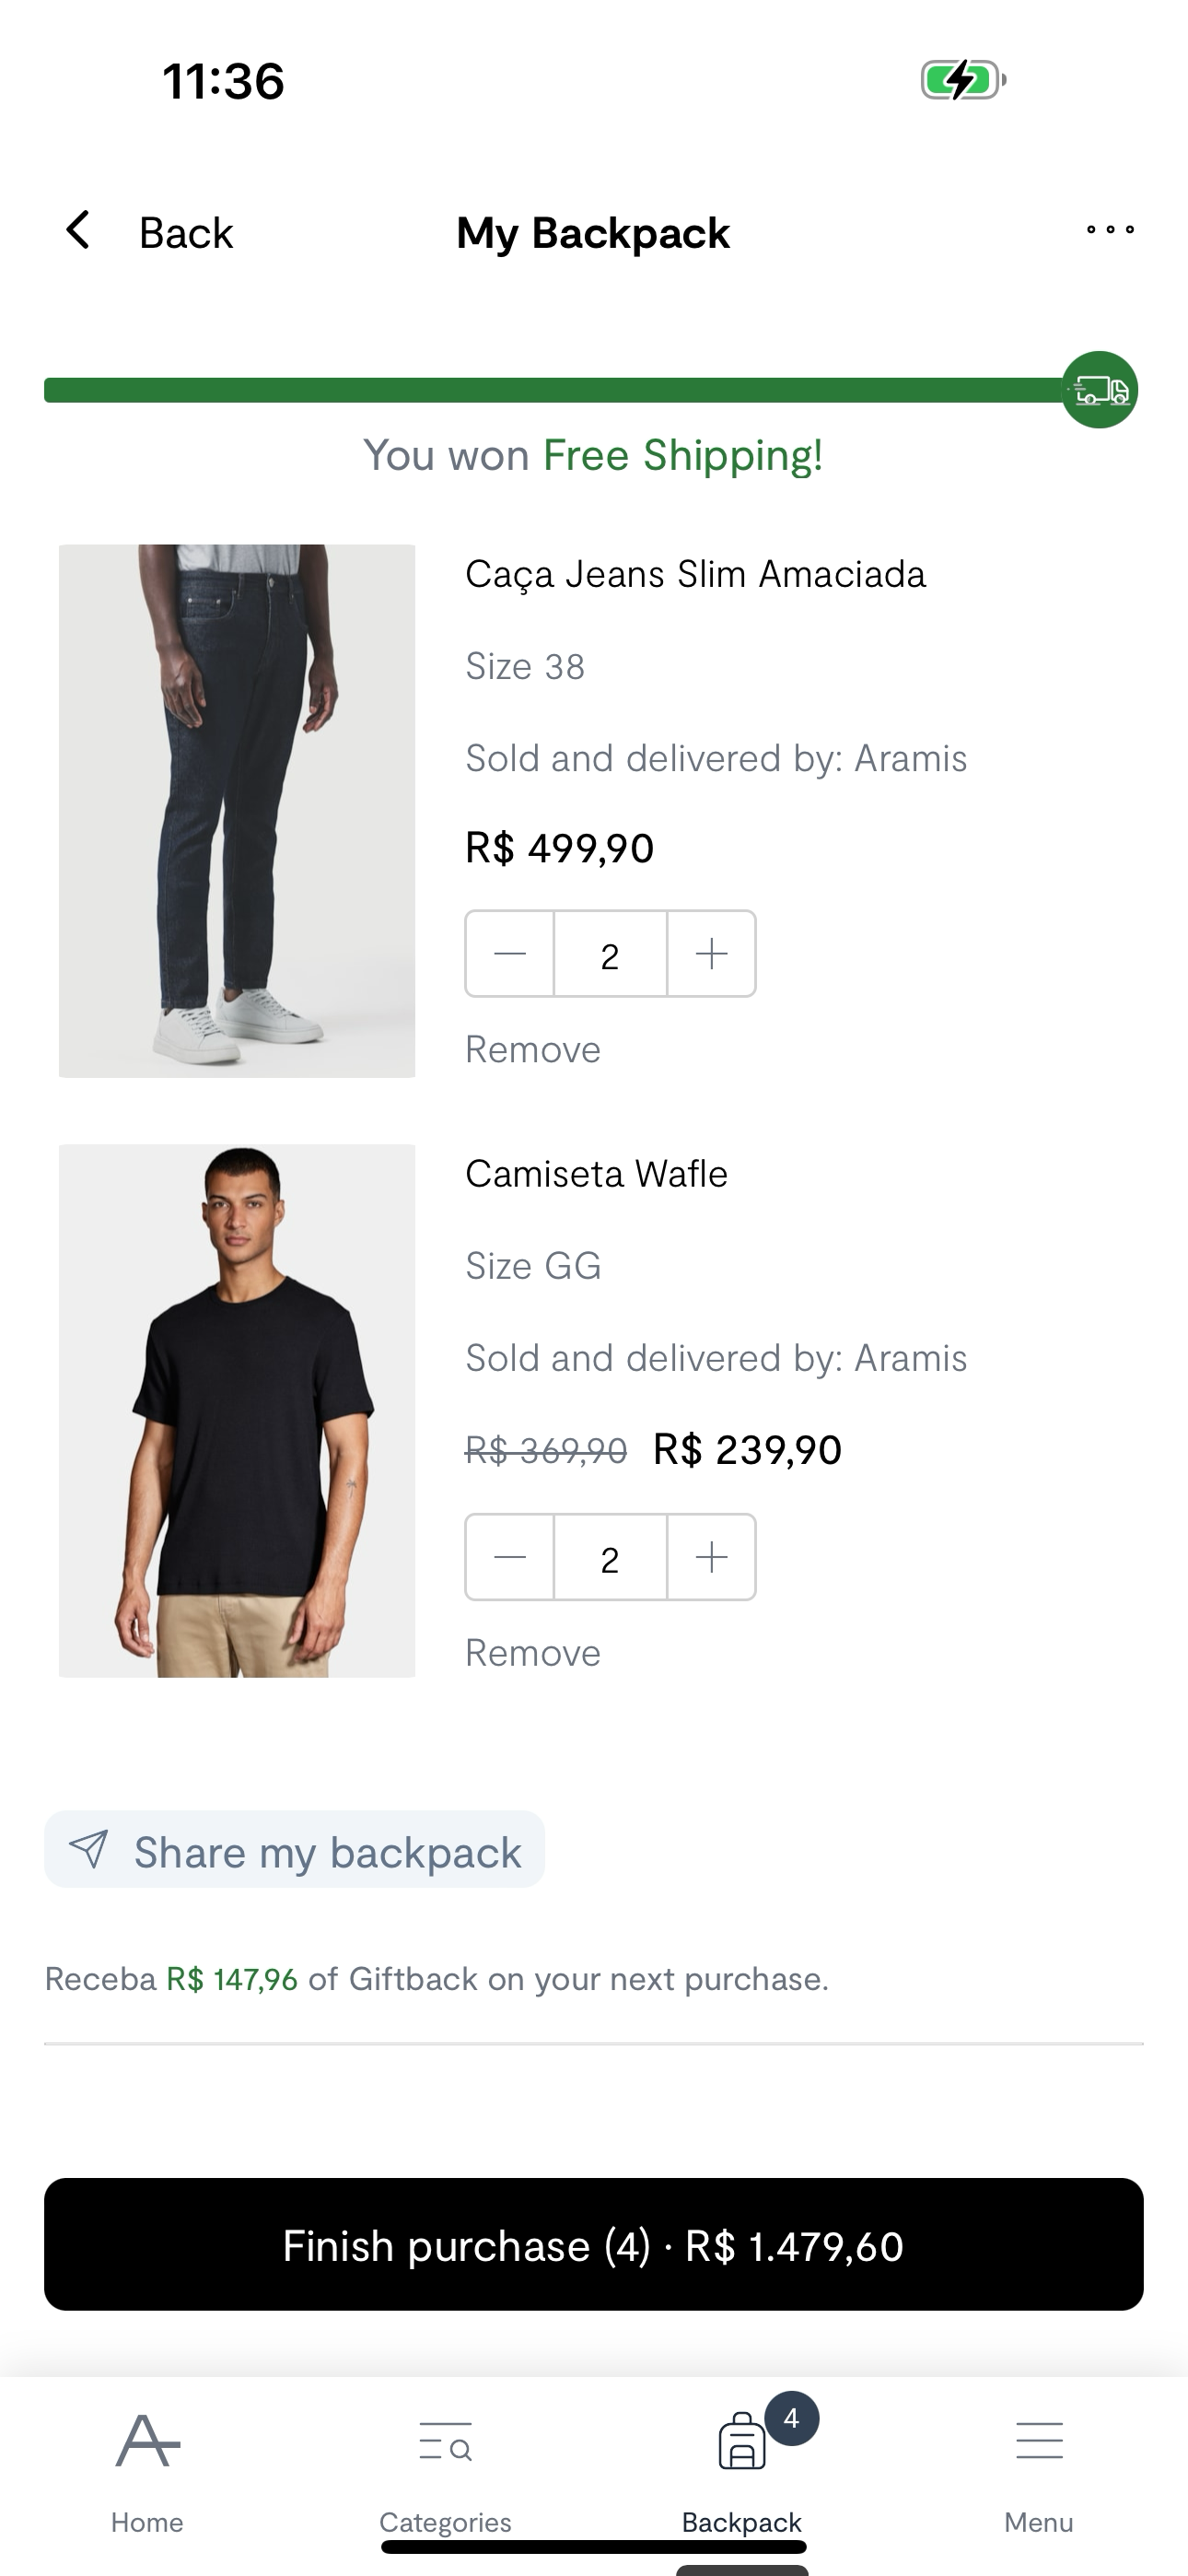 11:36
Back
My Backpack
You won Free Shipping!
Caça Jeans Slim Amaciada
Size 38
Sold and delivered by: Aramis
R$ 499,90
2
Remove
Camiseta Wafle
Size GG
Sold and delivered by: Aramis
R$ 369,90 R$ 239,90
2
Remove
Share my backpack
Receba R$ 147,96 of Giftback on your next purchase.
Finish purchase (4) · R$ 1.479,60
4
Home
Categories
Backpack
Menu